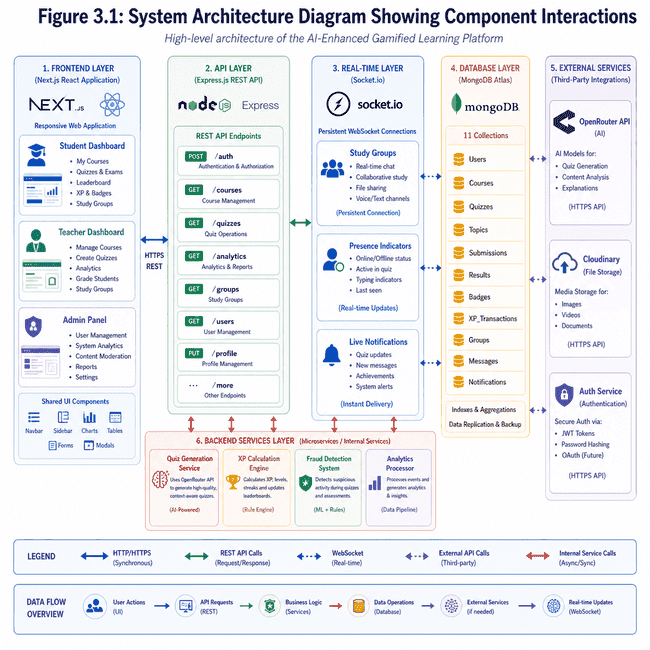 Figure 3.1: System Architecture Diagram Showing Component Interactions
High-level architecture of the AI-Enhanced Gamified Learning Platform
1. FRONTEND LAYER
(Next.js React Application)
NEXT.JS
Responsive Web Application
Student Dashboard
• My Courses
• Quizzes & Exams
• Leaderboard
• XP & Badges
• Study Groups
Teacher Dashboard
• Manage Courses
• Create Quizzes
• Analytics
• Grade Students
• Study Groups
Admin Panel
• User Management
• System Analytics
• Content Moderation
• Reports
• Settings
Shared UI Components
Navbar
Sidebar
Charts
Tables
Forms
Modals
HTTPS
REST
2. API LAYER
(Express.js REST API)
node JS
Express
REST API Endpoints
POST /auth
Authentication & Authorization
GET /courses
Course Management
GET /quizzes
Quiz Operations
GET /analytics
Analytics & Reports
GET /groups
Study Groups
GET /users
User Management
PUT /profile
Profile Management
... /more
Other Endpoints
3. REAL-TIME LAYER
(Socket.io)
socket.io
Persistent WebSocket Connections
Study Groups
• Real-time chat
• Collaborative study
• File sharing
• Voice/Text channels
(Persistent Connection)
Presence Indicators
• Online/Offline status
• Active in quiz
• Typing indicators
• Last seen
(Real-time Updates)
Live Notifications
• Quiz updates
• New messages
• Achievements
• System alerts
(Instant Delivery)
4. DATABASE LAYER
(MongoDB Atlas)
mongoDB
11 Collections
Users
Courses
Quizzes
Topics
Submissions
Results
Badges
XP_Transactions
Groups
Messages
Notifications
Indexes & Aggregations
Data Replication & Backup
5. EXTERNAL SERVICES
(Third-Party Integrations)
OpenRouter API
(AI)
AI Models for:
• Quiz Generation
• Content Analysis
• Explanations
(HTTPS API)
Cloudinary
(File Storage)
Media Storage for:
• Images
• Videos
• Documents
(HTTPS API)
Auth Service
(Authentication)
Secure Auth via:
• JWT Tokens
• Password Hashing
• OAuth (Future)
(HTTPS API)
6. BACKEND SERVICES LAYER (Microservices / Internal Services)
Quiz Generation
Service
Uses OpenRouter API
to generate high-quality,
context-aware quizzes.
(AI-Powered)
XP Calculation
Engine
Calculates XP, levels,
streaks and updates
leaderboards.
(Rule Engine)
Fraud Detection
System
Detects suspicious
activity during quizzes
and assessments.
(ML + Rules)
Analytics
Processor
Processes events and
generates analytics
& insights.
(Data Pipeline)
LEGEND
HTTP/HTTPS
(Synchronous)
REST API Calls
(Request/Response)
WebSocket
(Real-time)
External API Calls
(Third-party)
Internal Service Calls
(Async/Sync)
DATA FLOW
OVERVIEW
User Actions
(UI)
API Requests
(REST)
Business Logic
(Services)
Data Operations
(Database)
External Services
(if needed)
Real-time Updates
(WebSocket)